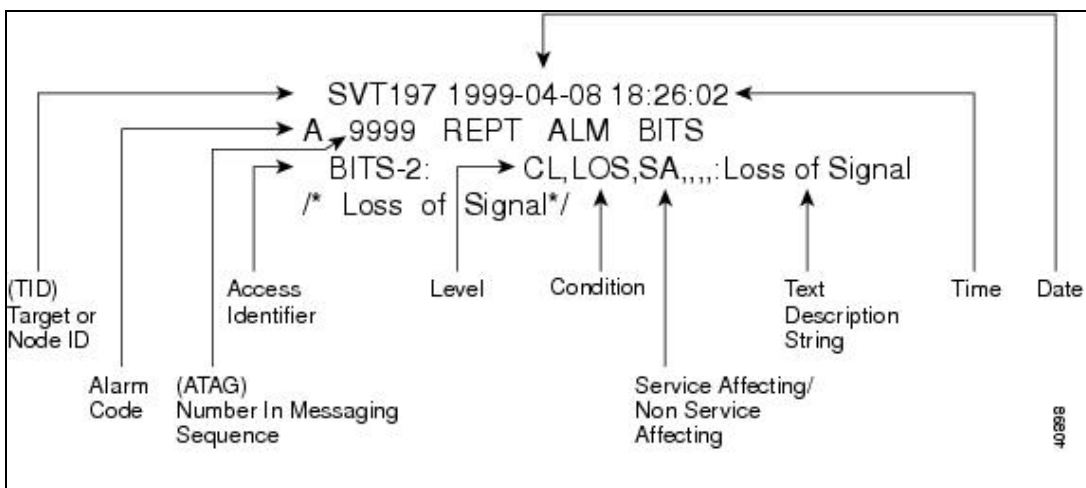 SVT197 1999-04-08 18:26:02
A 9999 REPT ALM BITS
BITS-2: CL,LOS,SA,,,,:Loss of Signal
/* Loss of Signal*/
(TID)
Target or
Node ID
Access
Identifier
Level
Condition
Text
Description
String
Time
Date
Alarm
Code
(ATAG)
Number In Messaging
Sequence
Service Affecting/
Non Service
Affecting
40898